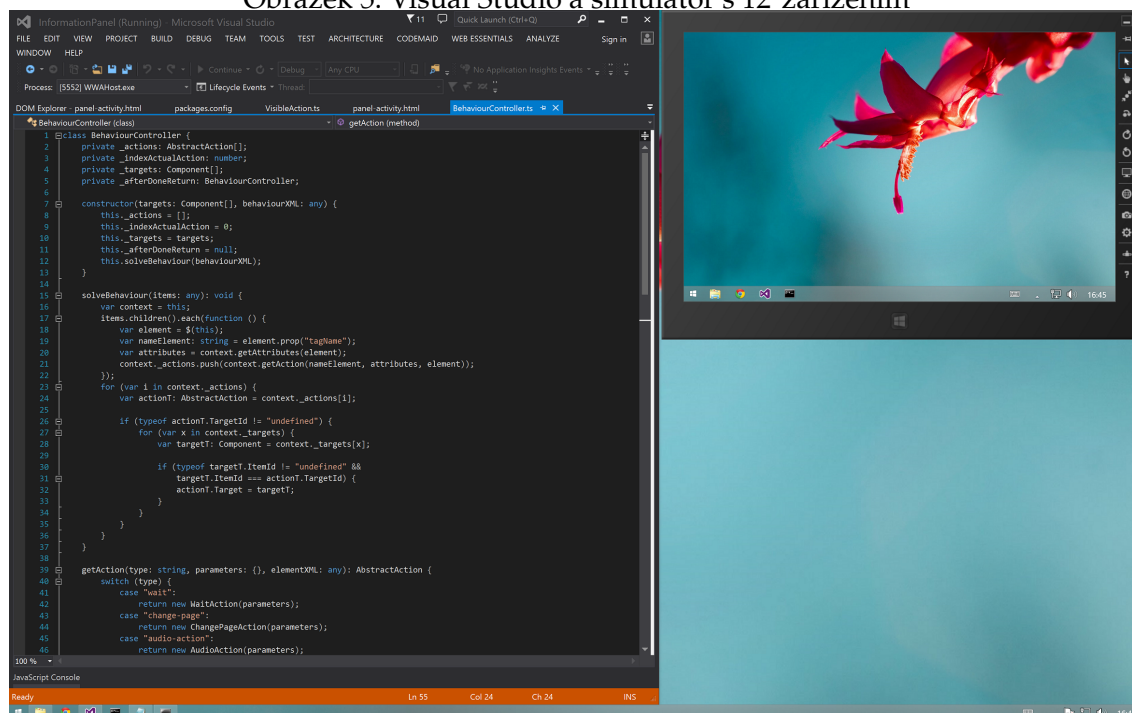 Obrázek 5: Visual Studio a simulátor s 12″zařízením
InformationPanel (Running) - Microsoft Visual Studio
11
Quick Launch (Ctrl+Q)
FILE EDIT VIEW PROJECT BUILD DEBUG TEAM TOOLS TEST ARCHITECTURE CODEMAID WEB ESSENTIALS ANALYZE Sign in
WINDOW HELP
Continue Debug Any CPU No Application Insights Events
Process: [5552] WWAHost.exe Lifecycle Events Thread:
DOM Explorer - panel-activity.html packages.config VisibleAction.ts panel-activity.html BehaviourController.ts
BehaviourController (class) getAction (method)
1 class BehaviourController {
2 private _actions: AbstractAction[];
3 private _indexActualAction: number;
4 private _targets: Component[];
5 private _afterDoneReturn: BehaviourController;
6
7 constructor(targets: Component[], behaviourXML: any) {
8 this._actions = [];
9 this._indexActualAction = 0;
10 this._targets = targets;
11 this._afterDoneReturn = null;
12 this.solveBehaviour(behaviourXML);
13 }
14
15 solveBehaviour(items: any): void {
16 var context = this;
17 items.children().each(function () {
18 var element = $(this);
19 var nameElement: string = element.prop("tagName");
20 var attributes = context.getAttributes(element);
21 context._actions.push(context.getAction(nameElement, attributes, element));
22 });
23 for (var i in context._actions) {
24 var actionT: AbstractAction = context._actions[i];
25
26 if (typeof actionT.TargetId != "undefined") {
27 for (var x in context._targets) {
28 var targetT: Component = context._targets[x];
29
30 if (typeof targetT.ItemId != "undefined" &&
31 targetT.ItemId === actionT.TargetId) {
32 actionT.Target = targetT;
33 }
34 }
35 }
36 }
37 }
38
39 getAction(type: string, parameters: {}, elementXML: any): AbstractAction {
40 switch (type) {
41 case "wait":
42 return new WaitAction(parameters);
43 case "change-page":
44 return new ChangePageAction(parameters);
45 case "audio-action":
46 return new AudioAction(parameters);
100 %
JavaScript Console
Ready Ln 55 Col 24 Ch 24 INS
16:45